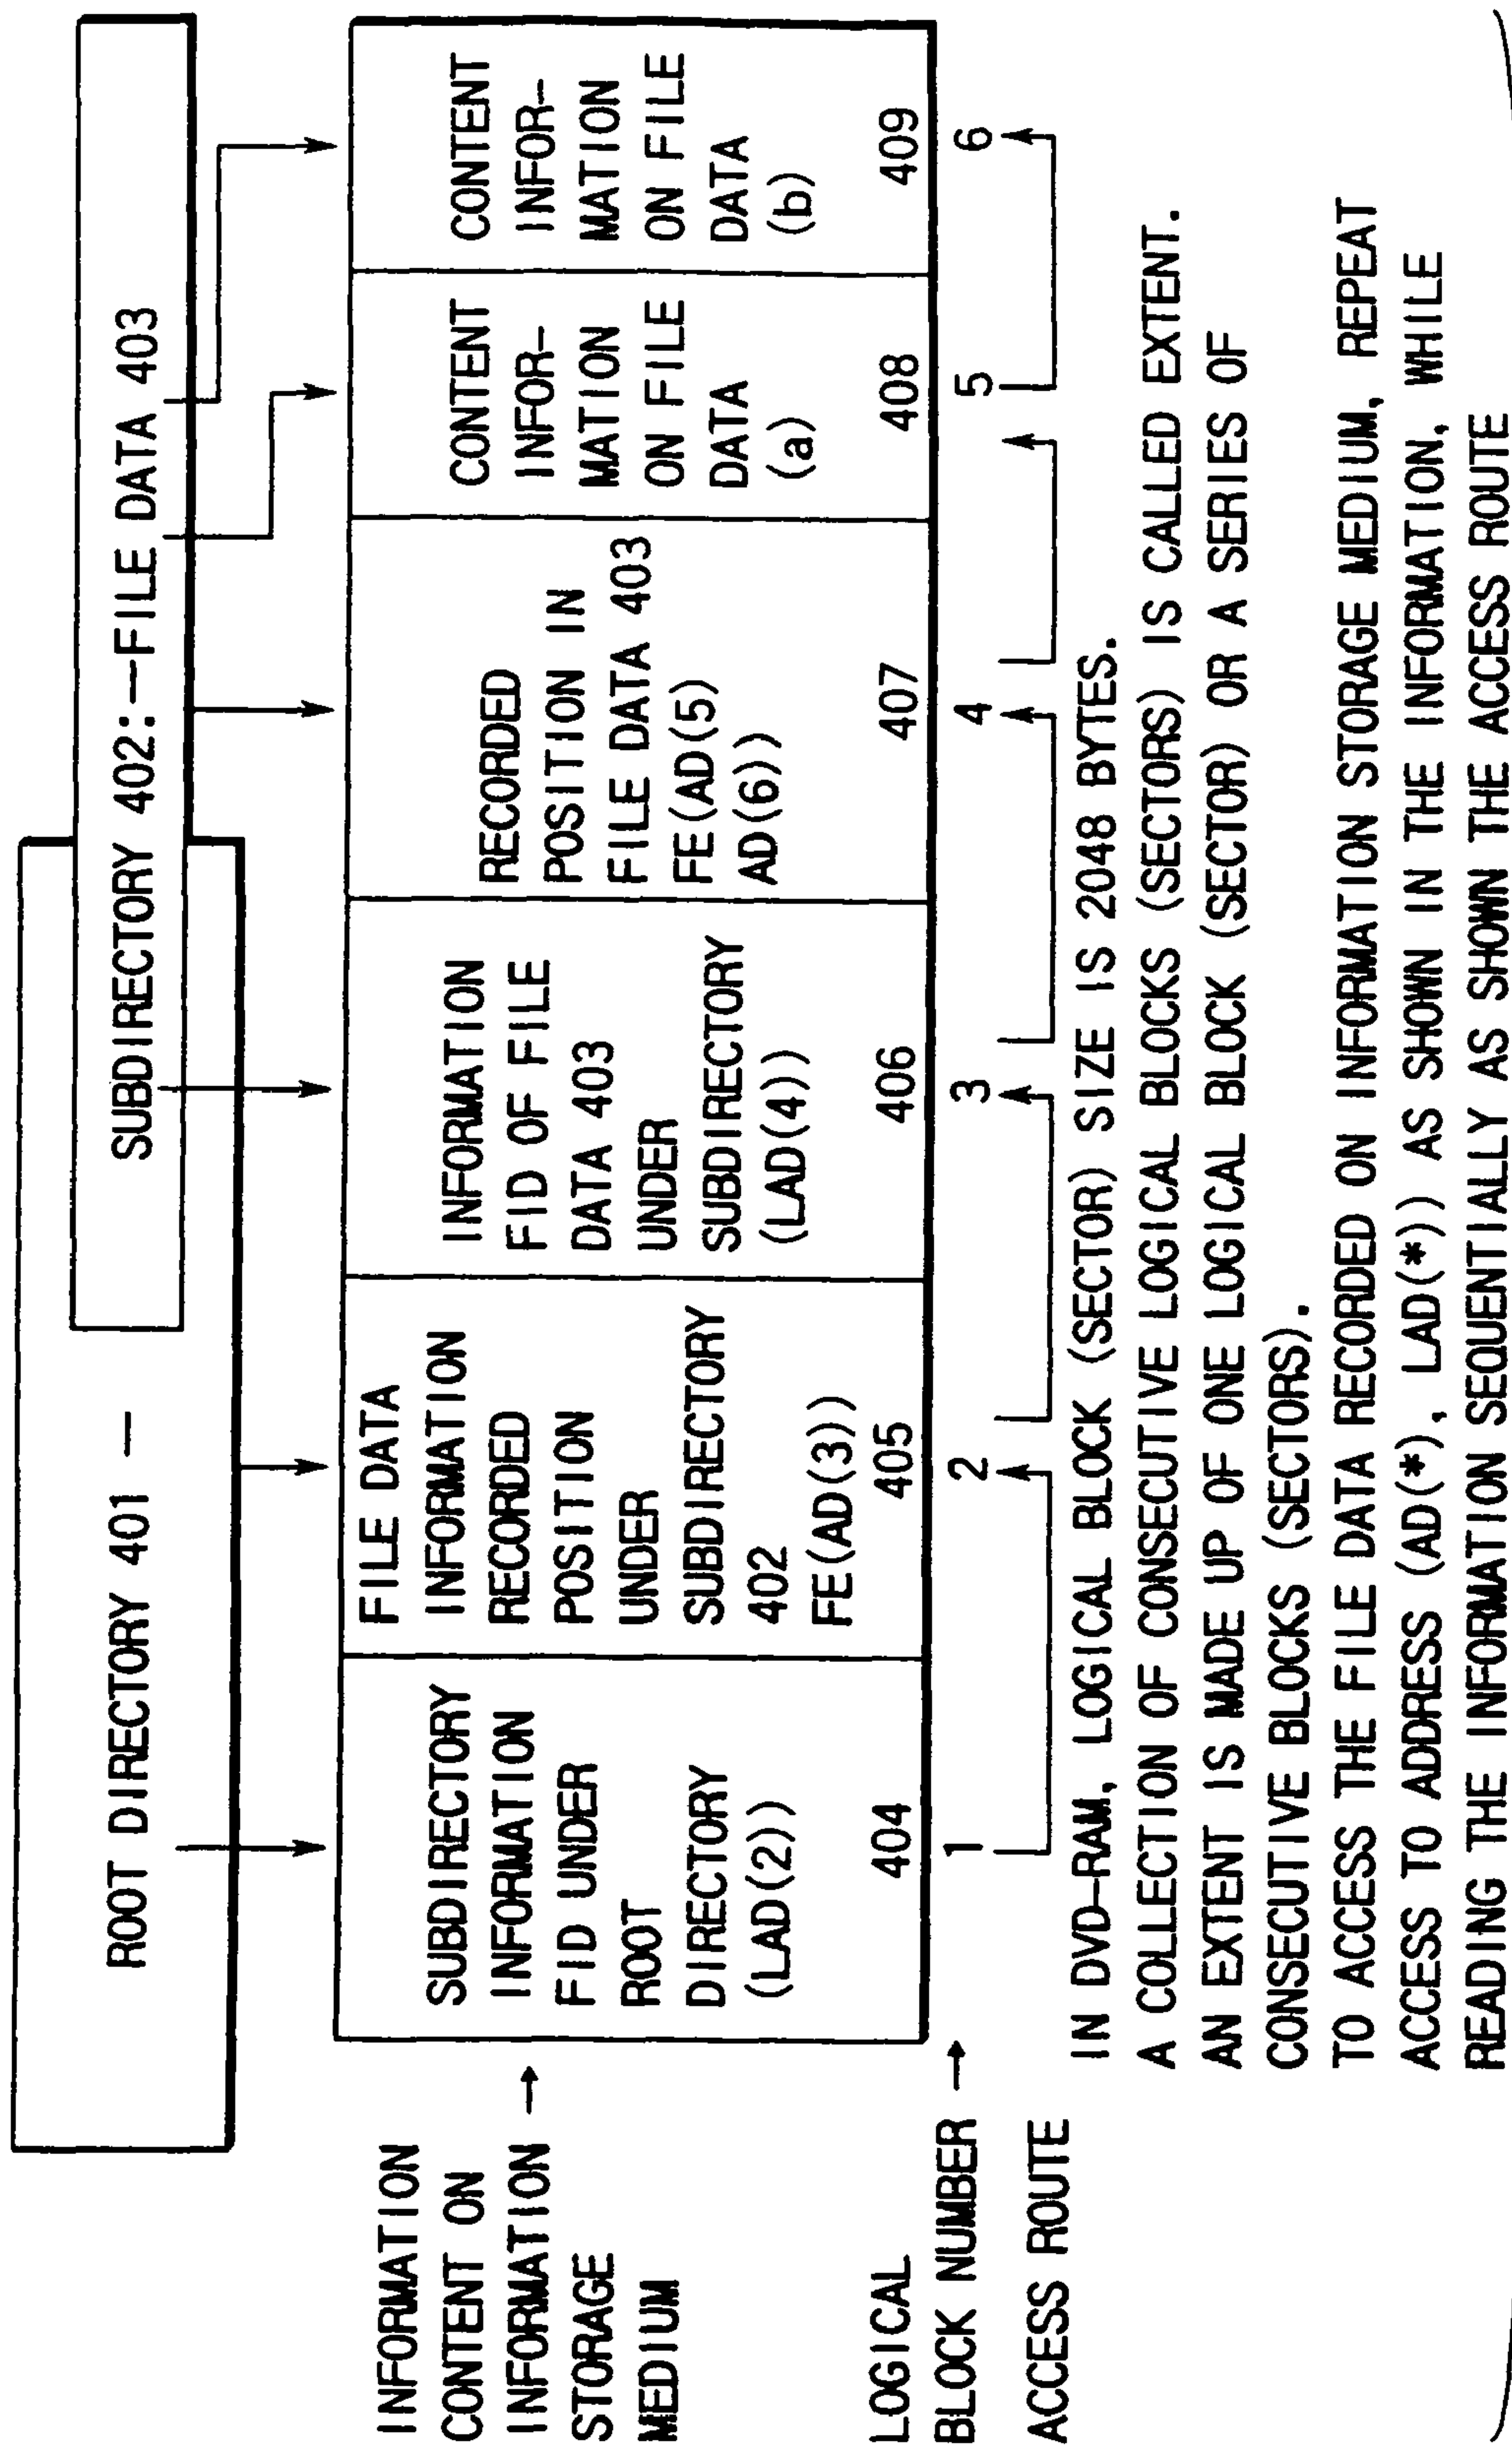 ROOT DIRECTORY 401 —
SUBDIRECTORY 402:—FILE DATA 403
INFORMATION
CONTENT ON
INFORMATION →
STORAGE
MEDIUM
SUBDIRECTORY
INFORMATION
FID UNDER
ROOT
DIRECTORY
(LAD(2))
404
FILE DATA
INFORMATION
RECORDED
POSITION
UNDER
SUBDIRECTORY
402
FE(AD(3))
405
INFORMATION
FID OF FILE
DATA 403
UNDER
SUBDIRECTORY
(LAD(4))
406
RECORDED
POSITION IN
FILE DATA 403
FE(AD(5)
AD(6))
407
CONTENT
INFOR-
MATION
ON FILE
DATA
(a)
408
CONTENT
INFOR-
MATION
ON FILE
DATA
(b)
409
LOGICAL
BLOCK NUMBER →
1 2 3 4 5 6
ACCESS ROUTE
IN DVD-RAM, LOGICAL BLOCK (SECTOR) SIZE IS 2048 BYTES.
A COLLECTION OF CONSECUTIVE LOGICAL BLOCKS (SECTORS) IS CALLED EXTENT.
AN EXTENT IS MADE UP OF ONE LOGICAL BLOCK (SECTOR) OR A SERIES OF
CONSECUTIVE BLOCKS (SECTORS).
TO ACCESS THE FILE DATA RECORDED ON INFORMATION STORAGE MEDIUM, REPEAT
ACCESS TO ADDRESS (AD(*), LAD(*)) AS SHOWN IN THE INFORMATION, WHILE
READING THE INFORMATION SEQUENTIALLY AS SHOWN THE ACCESS ROUTE